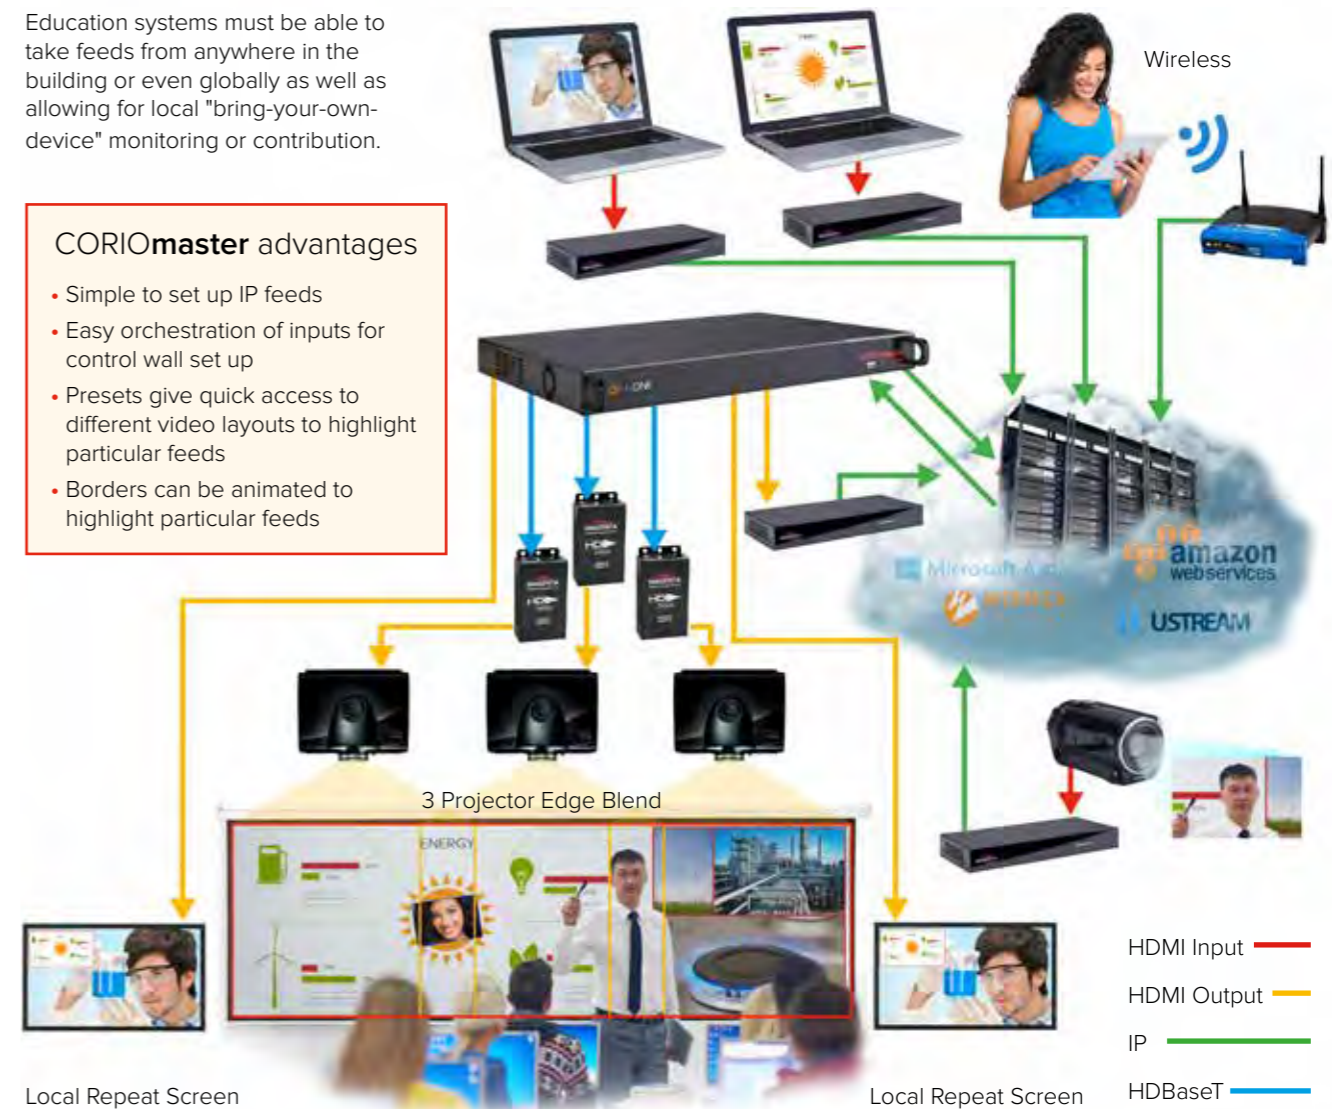 Education systems must be able to
take feeds from anywhere in the
building or even globally as well as
allowing for local "bring-your-own-
device" monitoring or contribution.
Wireless
CORIOmaster advantages
• Simple to set up IP feeds
• Easy orchestration of inputs for
control wall set up
• Presets give quick access to
different video layouts to highlight
particular feeds
• Borders can be animated to
highlight particular feeds
Microsoft
amazon
webservices
USTREAM
3 Projector Edge Blend
ENERGY
HDMI Input
HDMI Output
IP
HDBaseT
Local Repeat Screen
Local Repeat Screen